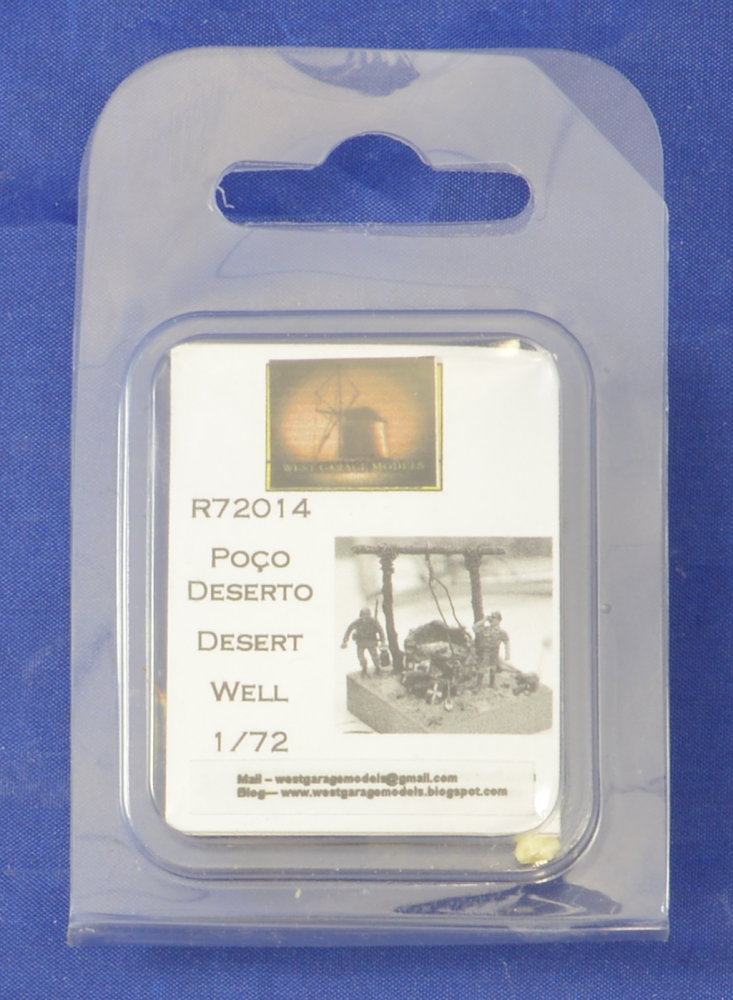 WEST GARAGE MODELS
R72014
POÇO
DESERTO
DESERT
WELL
1/72
Mail – westgaragemodels@gmail.com
Blog— www.westgaragemodels.blogspot.com